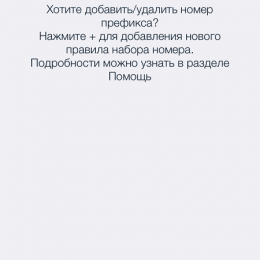 Хотите добавить/удалить номер
префикса?
Нажмите + для добавления нового
правила набора номера.
Подробности можно узнать в разделе
Помощь